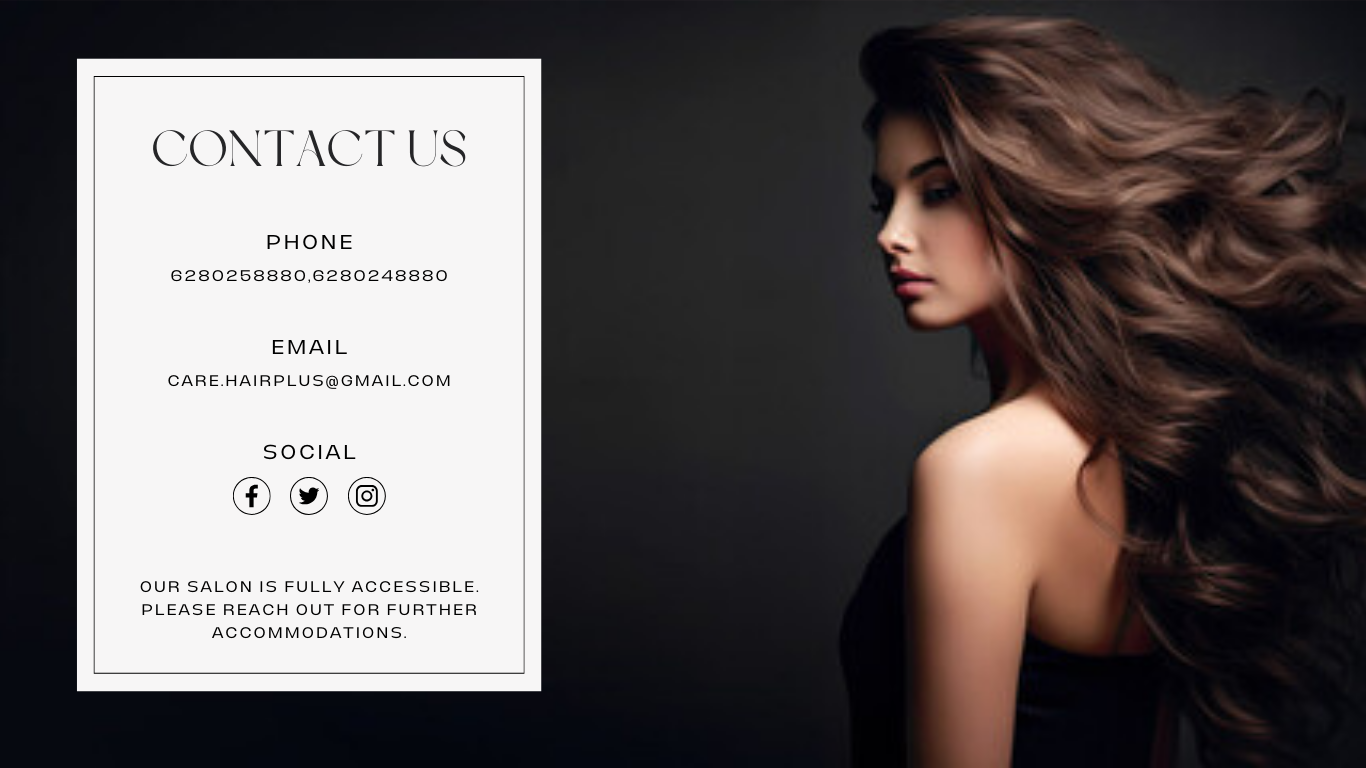 CONTACT US
PHONE
6280258880,6280248880
EMAIL
CARE.HAIRPLUS@GMAIL.COM
SOCIAL
OUR SALON IS FULLY ACCESSIBLE.
PLEASE REACH OUT FOR FURTHER
ACCOMMODATIONS.